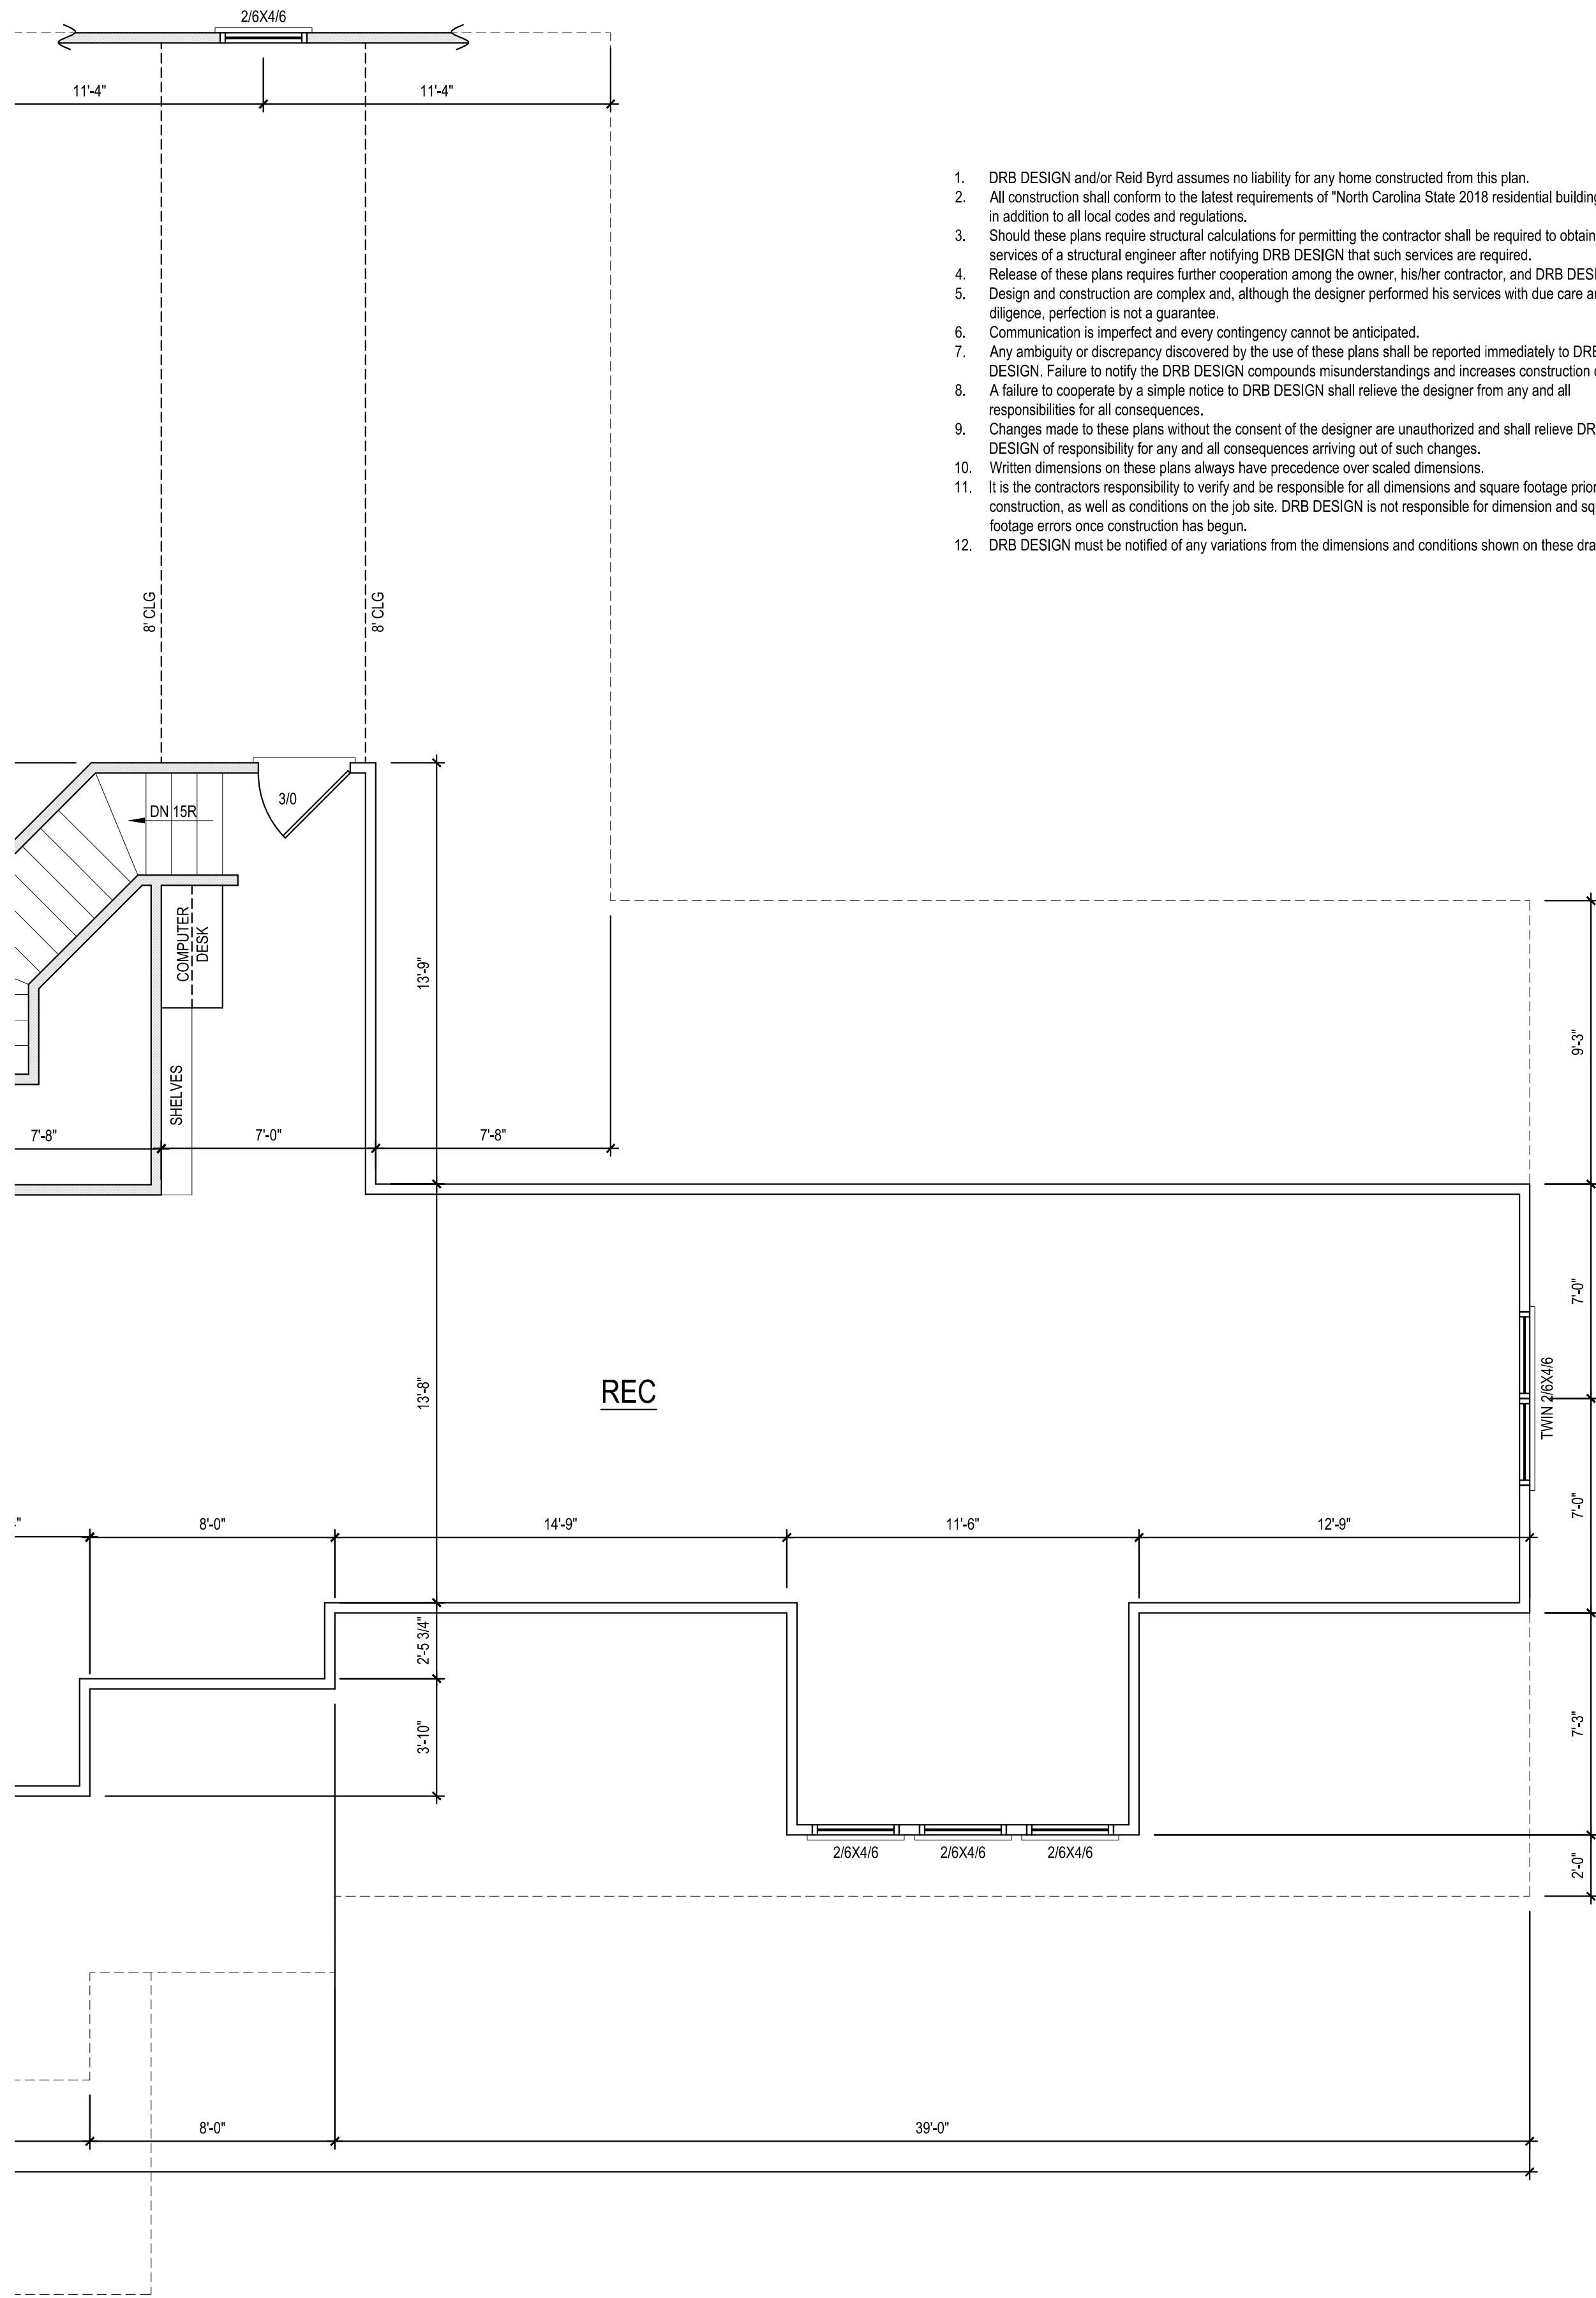 2/6X4/6
11'-4"
11'-4"
1. DRB DESIGN and/or Reid Byrd assumes no liability for any home constructed from this plan.
2. All construction shall conform to the latest requirements of "North Carolina State 2018 residential building
in addition to all local codes and regulations.
3. Should these plans require structural calculations for permitting the contractor shall be required to obtain
services of a structural engineer after notifying DRB DESIGN that such services are required.
4. Release of these plans requires further cooperation among the owner, his/her contractor, and DRB DESI
5. Design and construction are complex and, although the designer performed his services with due care a
diligence, perfection is not a guarantee.
6. Communication is imperfect and every contingency cannot be anticipated.
7. Any ambiguity or discrepancy discovered by the use of these plans shall be reported immediately to DRB
DESIGN. Failure to notify the DRB DESIGN compounds misunderstandings and increases construction
8. A failure to cooperate by a simple notice to DRB DESIGN shall relieve the designer from any and all
responsibilities for all consequences.
9. Changes made to these plans without the consent of the designer are unauthorized and shall relieve DR
DESIGN of responsibility for any and all consequences arriving out of such changes.
10. Written dimensions on these plans always have precedence over scaled dimensions.
11. It is the contractors responsibility to verify and be responsible for all dimensions and square footage prior
construction, as well as conditions on the job site. DRB DESIGN is not responsible for dimension and sq
footage errors once construction has begun.
12. DRB DESIGN must be notified of any variations from the dimensions and conditions shown on these dra
8' CLG
8' CLG
3/0
DN 15R
COMPUTER
DESK
13'-9"
9'-3"
SHELVES
7'-8"
7'-0"
7'-8"
7'-0"
13'-8"
REC
TWIN 2/6X4/6
7'-0"
8'-0"
14'-9"
11'-6"
12'-9"
2'-5 3/4"
3'-10"
7'-3"
2/6X4/6
2/6X4/6
2/6X4/6
2'-0"
8'-0"
39'-0"